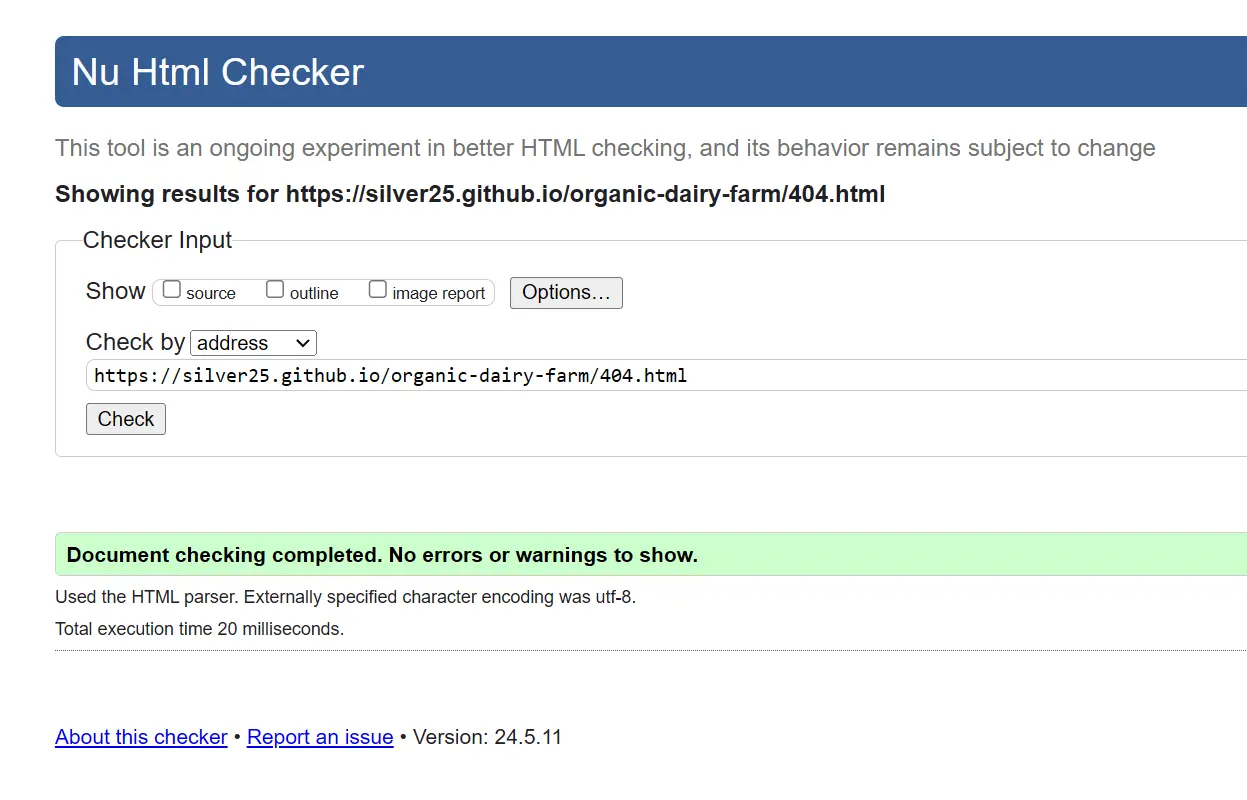 Nu Html Checker
This tool is an ongoing experiment in better HTML checking, and its behavior remains subject to change
Showing results for https://silver25.github.io/organic-dairy-farm/404.html
Checker Input
Show source outline image report Options...
Check by address
https://silver25.github.io/organic-dairy-farm/404.html
Check
Document checking completed. No errors or warnings to show.
Used the HTML parser. Externally specified character encoding was utf-8.
Total execution time 20 milliseconds.
About this checker • Report an issue • Version: 24.5.11